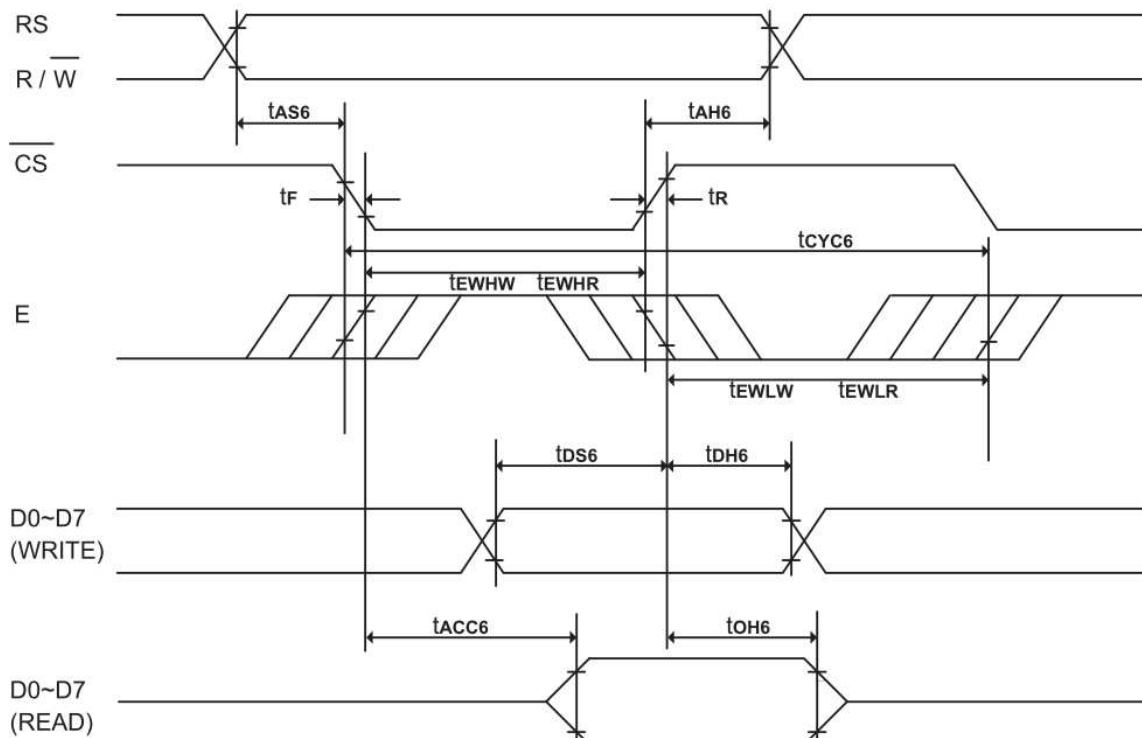 RS
R / W
tAS6 tAH6
CS
tF tR
tCYC6
tEWHW tEWHR
E
tEWLW tEWLR
tDS6 tDH6
D0~D7
(WRITE)
tACC6 tOH6
D0~D7
(READ)